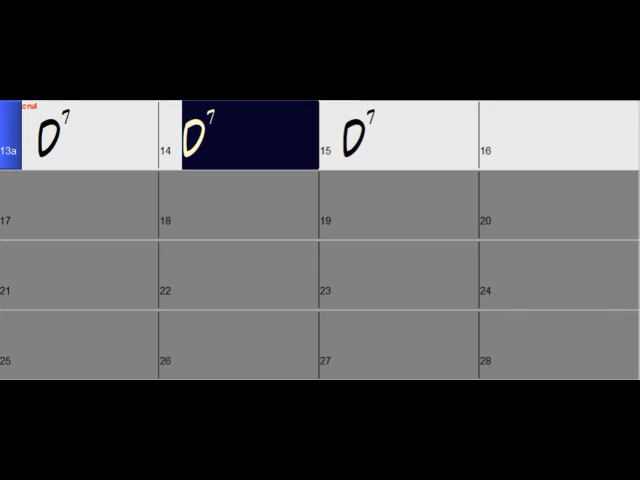 end
D7 D7 D7
13a 14 15 16
17 18 19 20
21 22 23 24
25 26 27 28